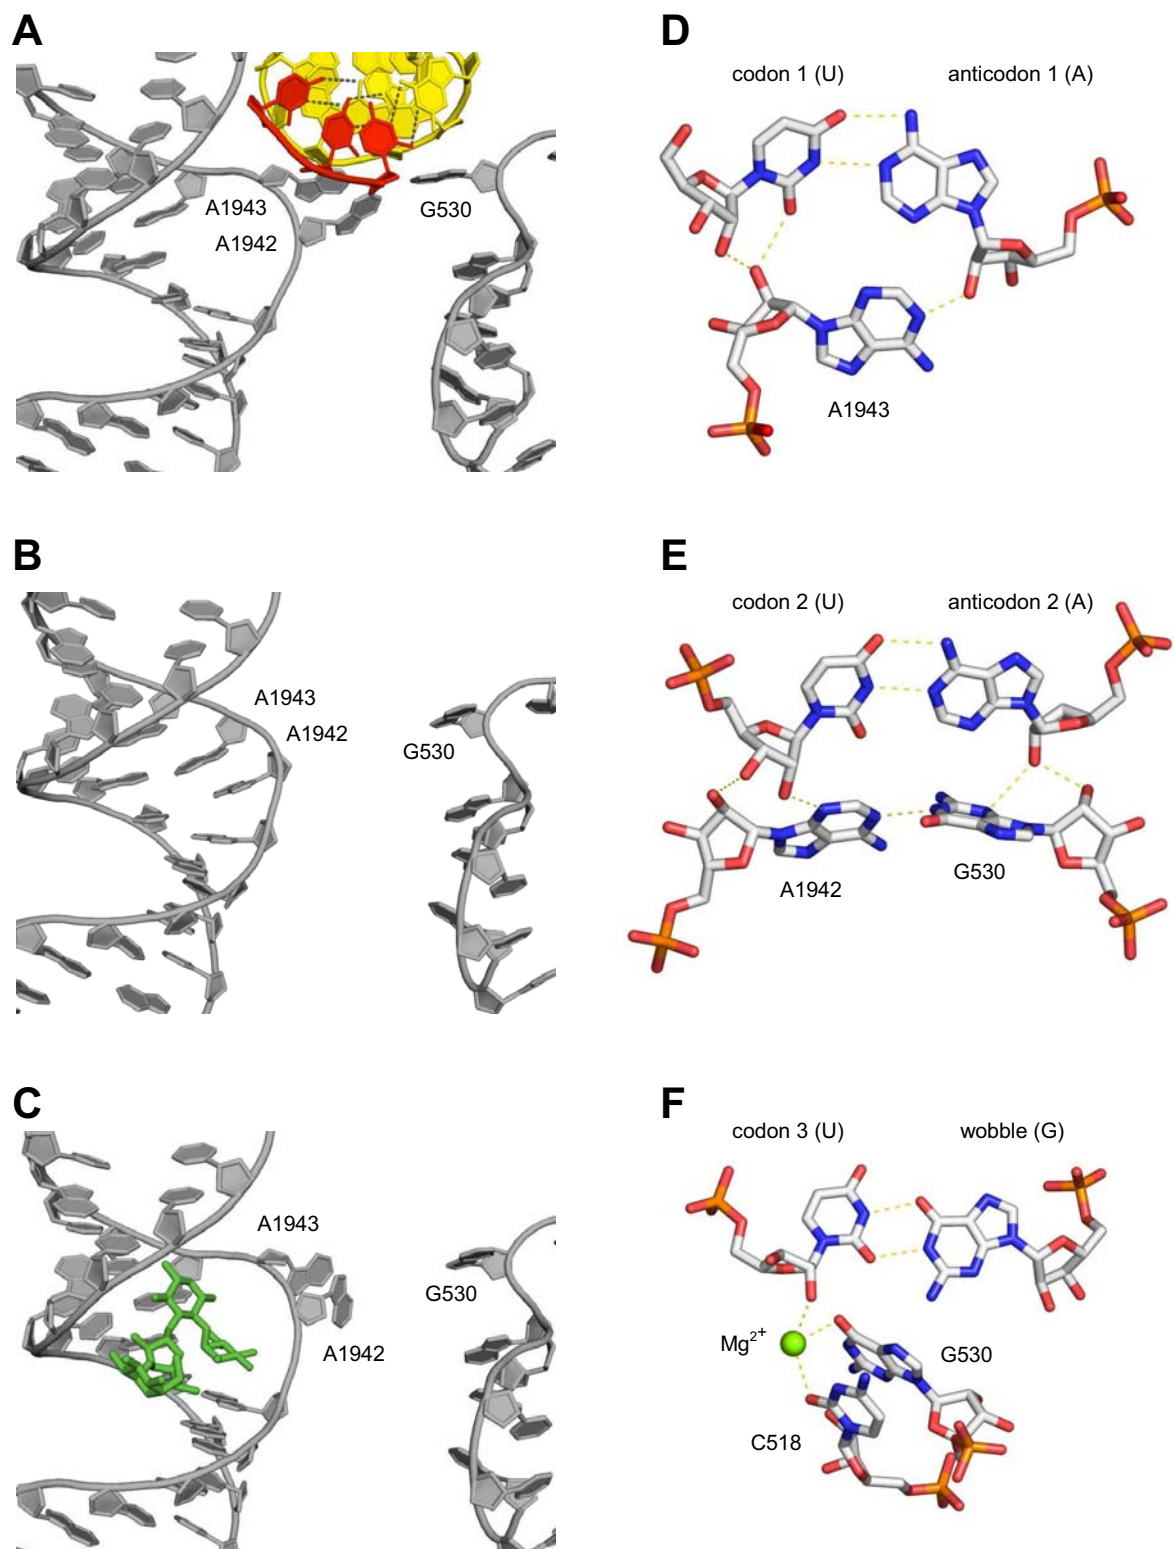 A
A1943
A1942
G530
B
A1943
A1942
G530
C
A1943
G530
A1942
D
codon 1 (U) anticodon 1 (A)
A1943
E
codon 2 (U) anticodon 2 (A)
A1942
G530
F
codon 3 (U) wobble (G)
Mg²⁺
G530
C518